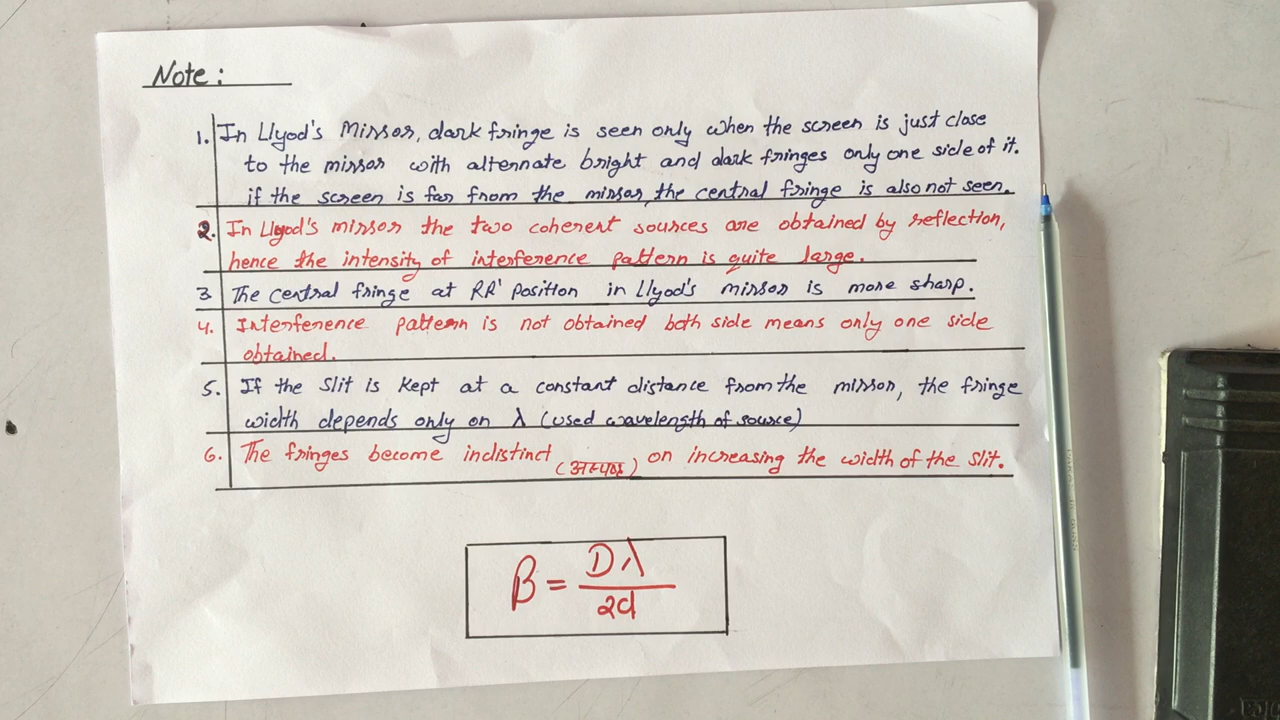 Note:
1. In Llyod's Mirror, dark fringe is seen only when the screen is just close
to the mirror with alternate bright and dark fringes only one side of it.
if the screen is far from the mirror, the central fringe is also not seen.
2. In Llyod's mirror the two coherent sources are obtained by reflection,
hence the intensity of interference pattern is quite large.
3 The central fringe at RR' position in Llyod's mirror is more sharp.
4. Interference pattern is not obtained both side means only one side
obtained.
5. If the slit is kept at a constant distance from the mirror, the fringe
width depends only on λ (used wavelength of source)
6. The fringes become indistinct (अस्पष्ट) on increasing the width of the slit.
β = Dλ / 2d